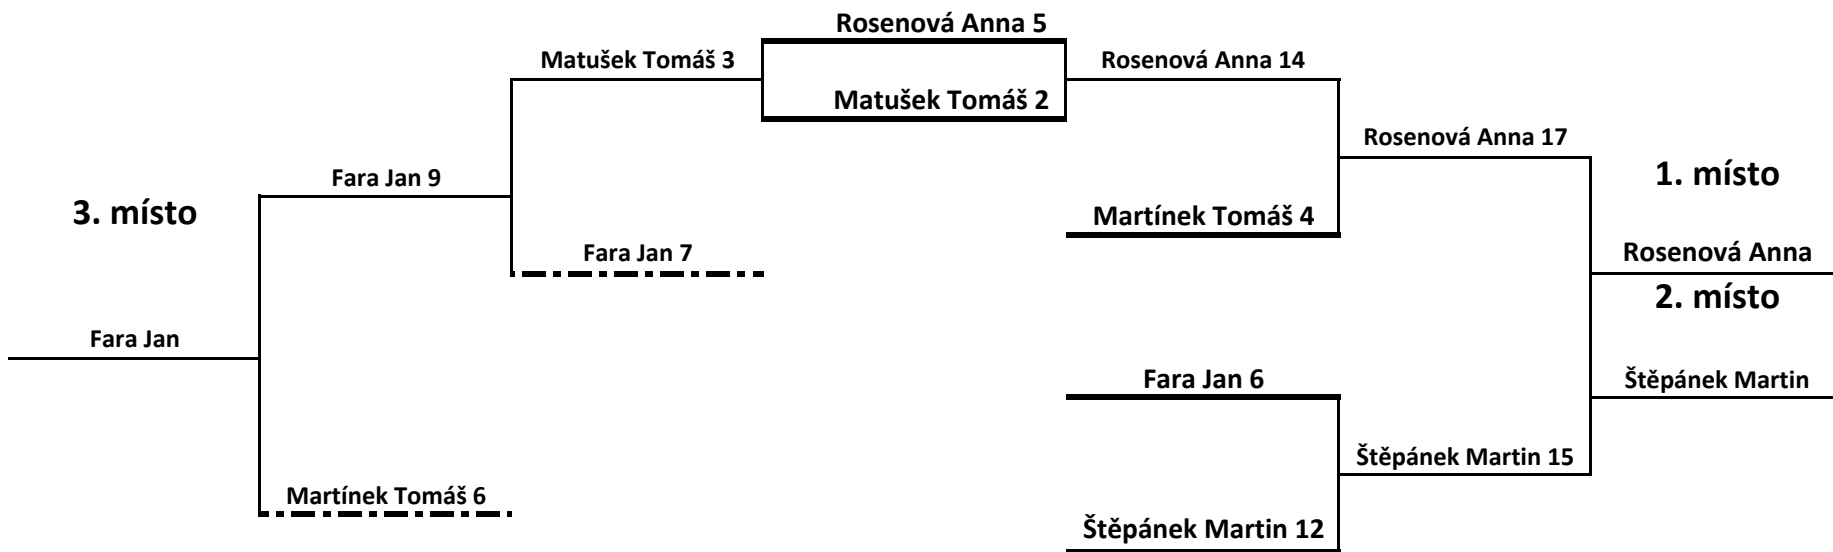 Rosenová Anna 5
Matušek Tomáš 3
Rosenová Anna 14
Matušek Tomáš 2
Rosenová Anna 17
1. místo
Fara Jan 9
3. místo
Martínek Tomáš 4
Fara Jan 7
Rosenová Anna
2. místo
Fara Jan
Fara Jan 6
Štěpánek Martin
Štěpánek Martin 15
Martínek Tomáš 6
Štěpánek Martin 12